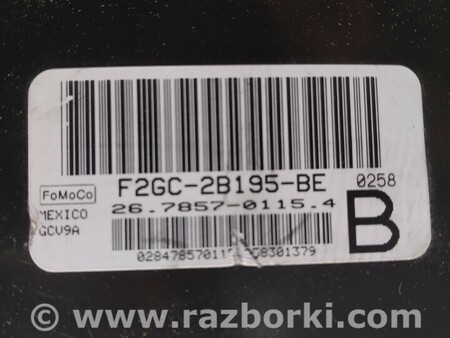 F2GC-2B195-BE 0258
FoMoCo
26.7857-0115.4
MEXICO
GCV9A
B
© www.razborki.com